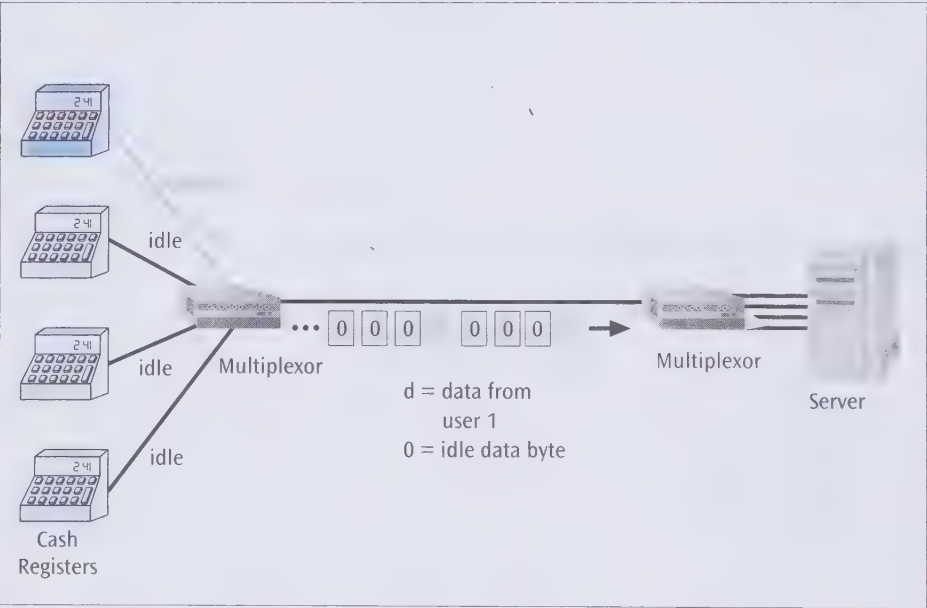 241
241
idle
241
idle
241
idle
Cash
Registers
Multiplexor
... 0 0 0 0 0 0
d = data from
user 1
0 = idle data byte
Multiplexor
Server